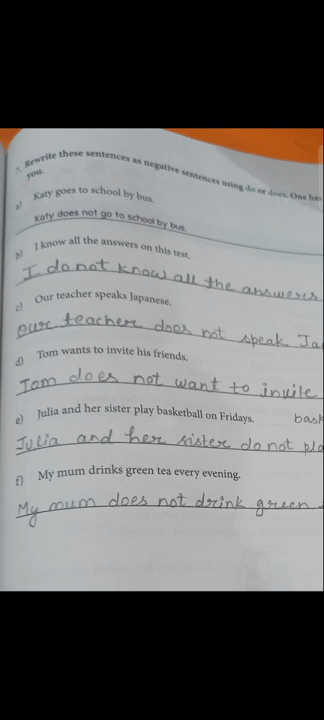 Rewrite these sentences as negative sentences using do or does. One has
you.
a) Katy goes to school by bus.
Katy does not go to school by bus.
b) I know all the answers on this test.
I do not know all the answers
c) Our teacher speaks Japanese.
our teacher does not speak Ja
d) Tom wants to invite his friends.
Tom does not want to invile
e) Julia and her sister play basketball on Fridays. bask
Julia and her sister do not pla
f) My mum drinks green tea every evening.
My mum does not drink green